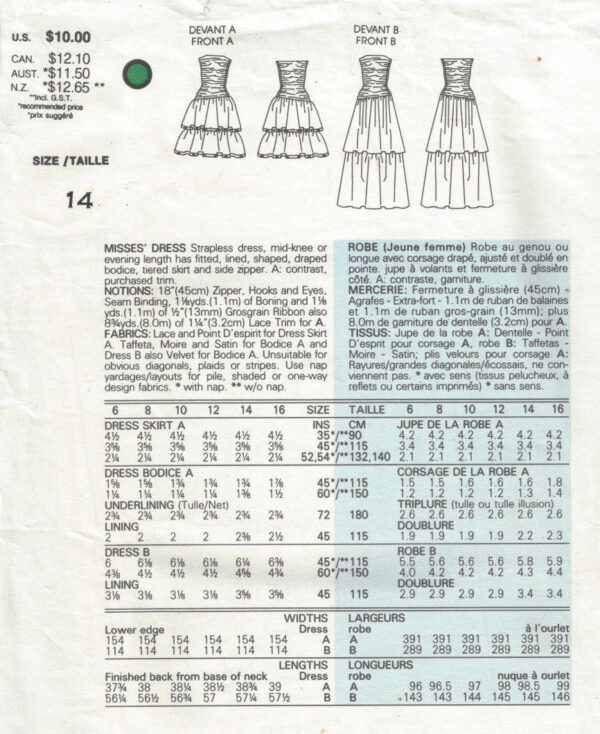 U.S. $10.00
CAN. $12.10
AUST. *$11.50
N.Z. *$12.65 **
**Incl. G.S.T.
*recommended price
*prix suggéré
DEVANT A
FRONT A
DEVANT B
FRONT B
SIZE /TAILLE
14
MISSES' DRESS Strapless dress, mid-knee or
evening length has fitted, lined, shaped, draped
bodice, tiered skirt and side zipper. A: contrast,
purchased trim.
NOTIONS: 18"(45cm) Zipper, Hooks and Eyes,
Seam Binding, 1⅛yds.(1.1m) of Boning and 1⅛
yds.(1.1m) of ½"(13mm) Grosgrain Ribbon also
8¾yds.(8.0m) of 1¼"(3.2cm) Lace Trim for A.
FABRICS: Lace and Point D'esprit for Dress Skirt
A. Taffeta, Moire and Satin for Bodice A and
Dress B also Velvet for Bodice A. Unsuitable for
obvious diagonals, plaids or stripes. Use nap
yardages/layouts for pile, shaded or one-way
design fabrics. * with nap. ** w/o nap.
ROBE (Jeune femme) Robe au genou ou
longue avec corsage drapé, ajusté et doublé en
pointe. jupe à volants et fermeture à glissière
côté. A: contraste, garniture.
MERCERIE: Fermeture à glissière (45cm) -
Agrafes - Extra-fort - 1.1m de ruban de balaines
et 1.1m de ruban gros-grain (13mm); plus
8.0m de garniture de dentelle (3.2cm) pour A.
TISSUS: Jupe de la robe A: Dentelle - Point
D'esprit pour corsage A, robe B: Taffetas -
Moire - Satin; plis velours pour corsage A:
Rayures/grandes diagonales/écossais, ne con-
viennent pas. * avec sens (tissus pelucheux, à
reflets ou certains imprimés) * sans sens.
6 8 10 12 14 16 SIZE TAILLE 6 8 10 12 14 16
DRESS SKIRT A INS CM JUPE DE LA ROBE A
4½ 4½ 4½ 4½ 4½ 4½ 35*/**90 4.2 4.2 4.2 4.2 4.2 4.2
3⅝ 3⅝ 3⅝ 3⅝ 3⅝ 3⅝ 45*/**115 3.4 3.4 3.4 3.4 3.4 3.4
2¼ 2¼ 2¼ 2¼ 2¼ 2¼ 52,54*/**132,140 2.1 2.1 2.1 2.1 2.1 2.1
DRESS BODICE A CORSAGE DE LA ROBE A
1⅝ 1⅝ 1¾ 1¾ 1¾ 1⅞ 45*/**115 1.5 1.5 1.6 1.6 1.6 1.8
1¼ 1¼ 1¼ 1¼ 1⅜ 1½ 60*/**150 1.2 1.2 1.2 1.2 1.3 1.4
UNDERLINING (Tulle/Net) TRIPLURE (tulle ou tulle illusion)
2¾ 2¾ 2¾ 2¾ 2¾ 2¾ 72 180 2.6 2.6 2.6 2.6 2.6 2.6
LINING DOUBLURE
2 2 2 2 2⅜ 2½ 45 115 1.9 1.9 1.9 1.9 2.2 2.3
DRESS B ROBE B
6 6⅛ 6⅛ 6⅛ 6¼ 6⅜ 45*/**115 5.5 5.6 5.6 5.6 5.8 5.9
4⅜ 4½ 4½ 4½ 4⅝ 4¾ 60*/**150 4.0 4.2 4.2 4.2 4.3 4.4
LINING DOUBLURE
3⅛ 3⅛ 3⅛ 3⅛ 3⅝ 3⅝ 45 115 2.9 2.9 2.9 2.9 3.4 3.4
WIDTHS LARGEURS
Lower edge Dress robe à l'ourlet
154 154 154 154 154 154 A A 391 391 391 391 391 391
114 114 114 114 114 114 B B 289 289 289 289 289 289
LENGTHS LONGUEURS
Finished back from base of neck Dress robe nuque à ourlet
37¾ 38 38¼ 38½ 38¾ 39 A A 96 96.5 97 98 98.5 99
56¼ 56½ 56¾ 57 57¼ 57½ B B 143 143 144 145 145 146